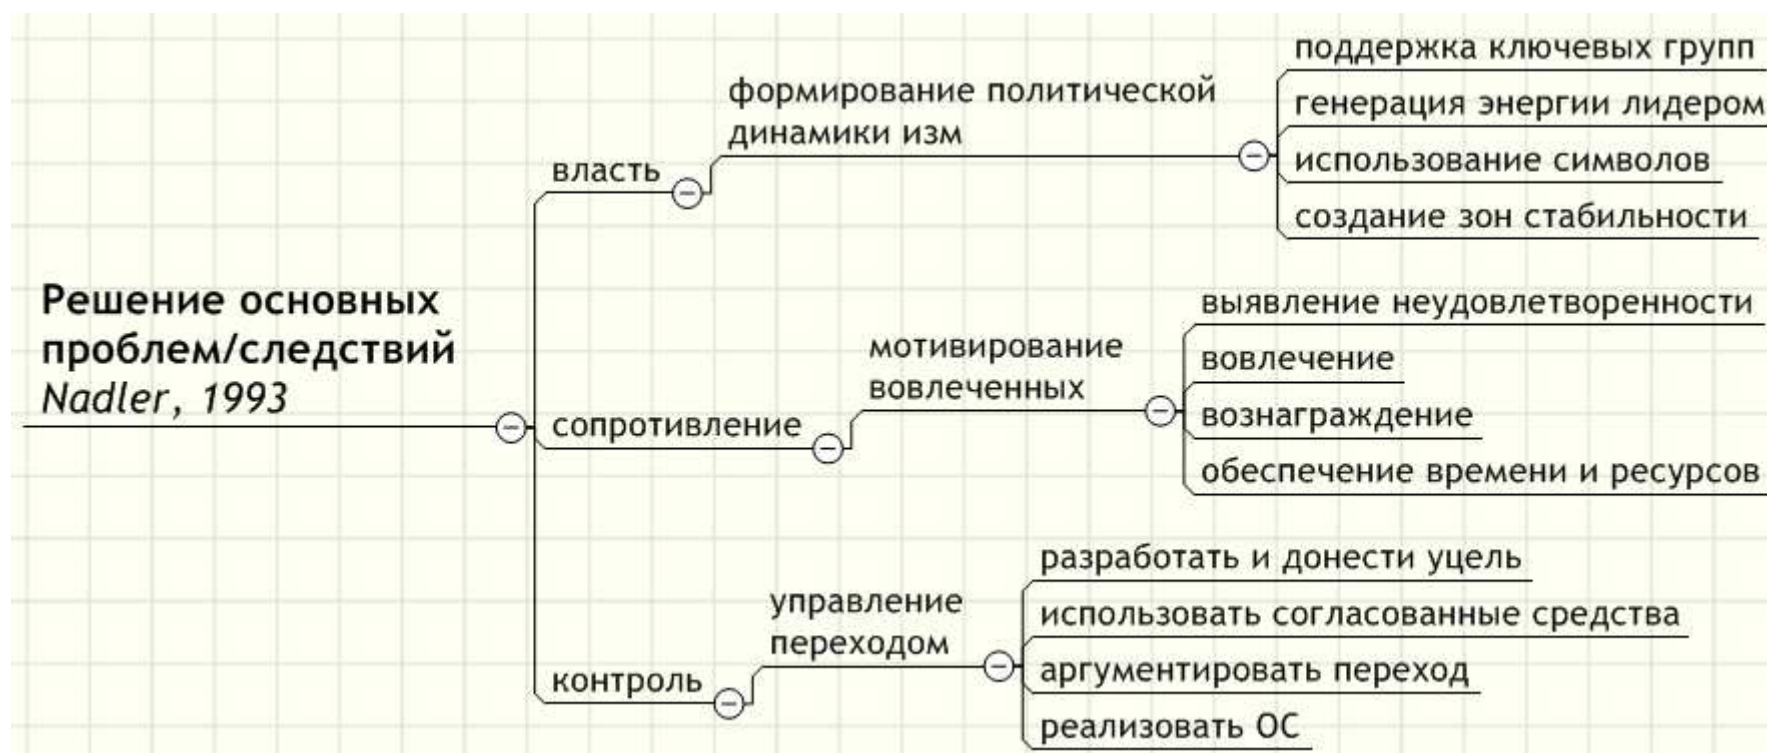 Решение основных
проблем/следствий
Nadler, 1993
власть
формирование политической
динамики изм
поддержка ключевых групп
генерация энергии лидером
использование символов
создание зон стабильности
сопротивление
мотивирование
вовлеченных
выявление неудовлетворенности
вовлечение
вознаграждение
обеспечение времени и ресурсов
контроль
управление
переходом
разработать и донести уцель
использовать согласованные средства
аргументировать переход
реализовать ОС